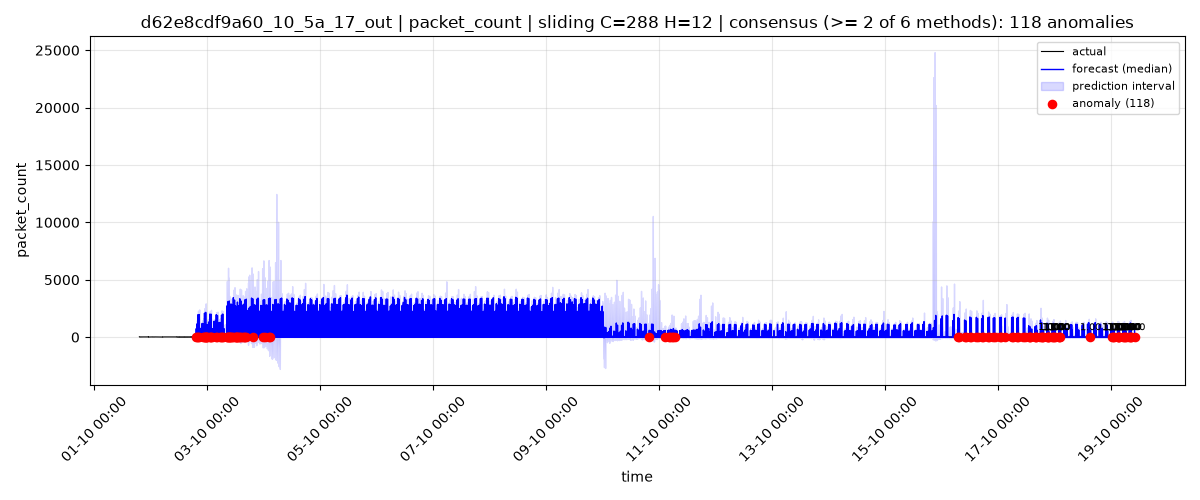 d62e8cdf9a60_10_5a_17_out | packet_count | sliding C=288 H=12 | consensus (>= 2 of 6 methods): 118 anomalies
actual
forecast (median)
prediction interval
anomaly (118)
25000
20000
15000
10000
5000
0
packet_count
01-10 00:00
03-10 00:00
05-10 00:00
07-10 00:00
09-10 00:00
11-10 00:00
13-10 00:00
15-10 00:00
17-10 00:00
19-10 00:00
time